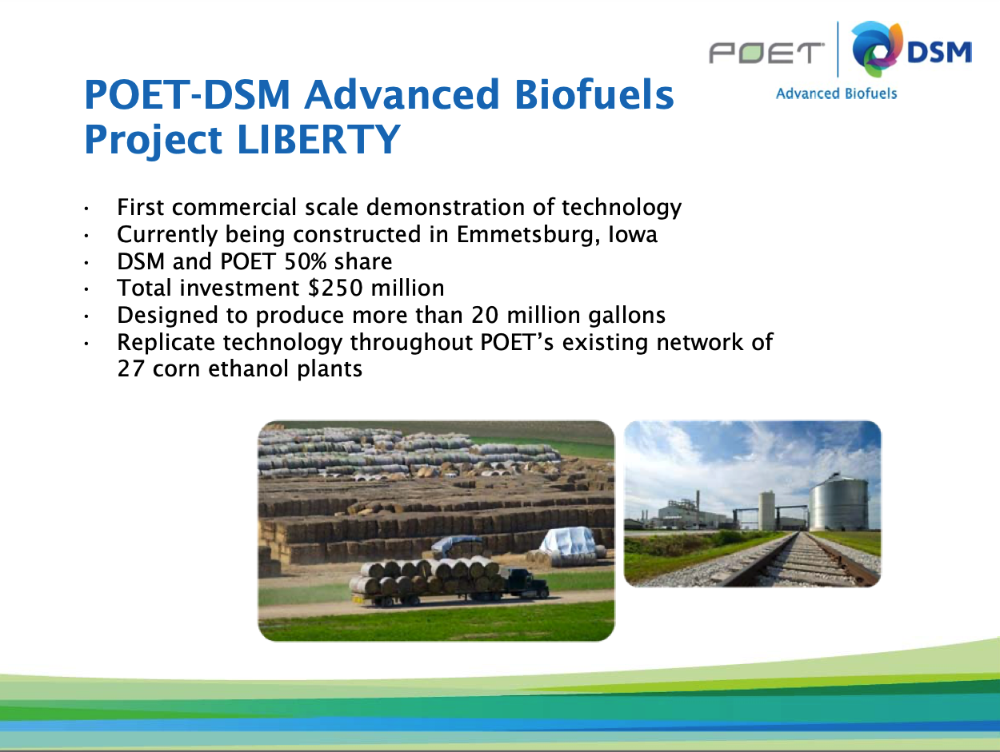 POET DSM
Advanced Biofuels
POET-DSM Advanced Biofuels
Project LIBERTY
· First commercial scale demonstration of technology
· Currently being constructed in Emmetsburg, Iowa
· DSM and POET 50% share
· Total investment $250 million
· Designed to produce more than 20 million gallons
· Replicate technology throughout POET’s existing network of
27 corn ethanol plants